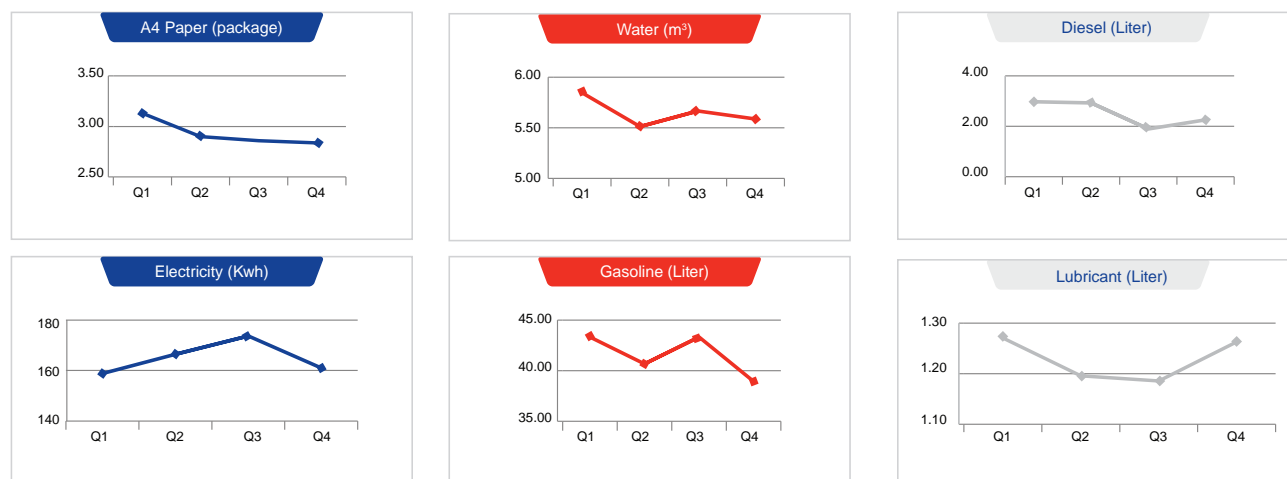 A4 Paper (package)
3.50
3.00
2.50
Q1 Q2 Q3 Q4
Water (m³)
6.00
5.50
5.00
Q1 Q2 Q3 Q4
Diesel (Liter)
4.00
2.00
0.00
Q1 Q2 Q3 Q4
Electricity (Kwh)
180
160
140
Q1 Q2 Q3 Q4
Gasoline (Liter)
45.00
40.00
35.00
Q1 Q2 Q3 Q4
Lubricant (Liter)
1.30
1.20
1.10
Q1 Q2 Q3 Q4